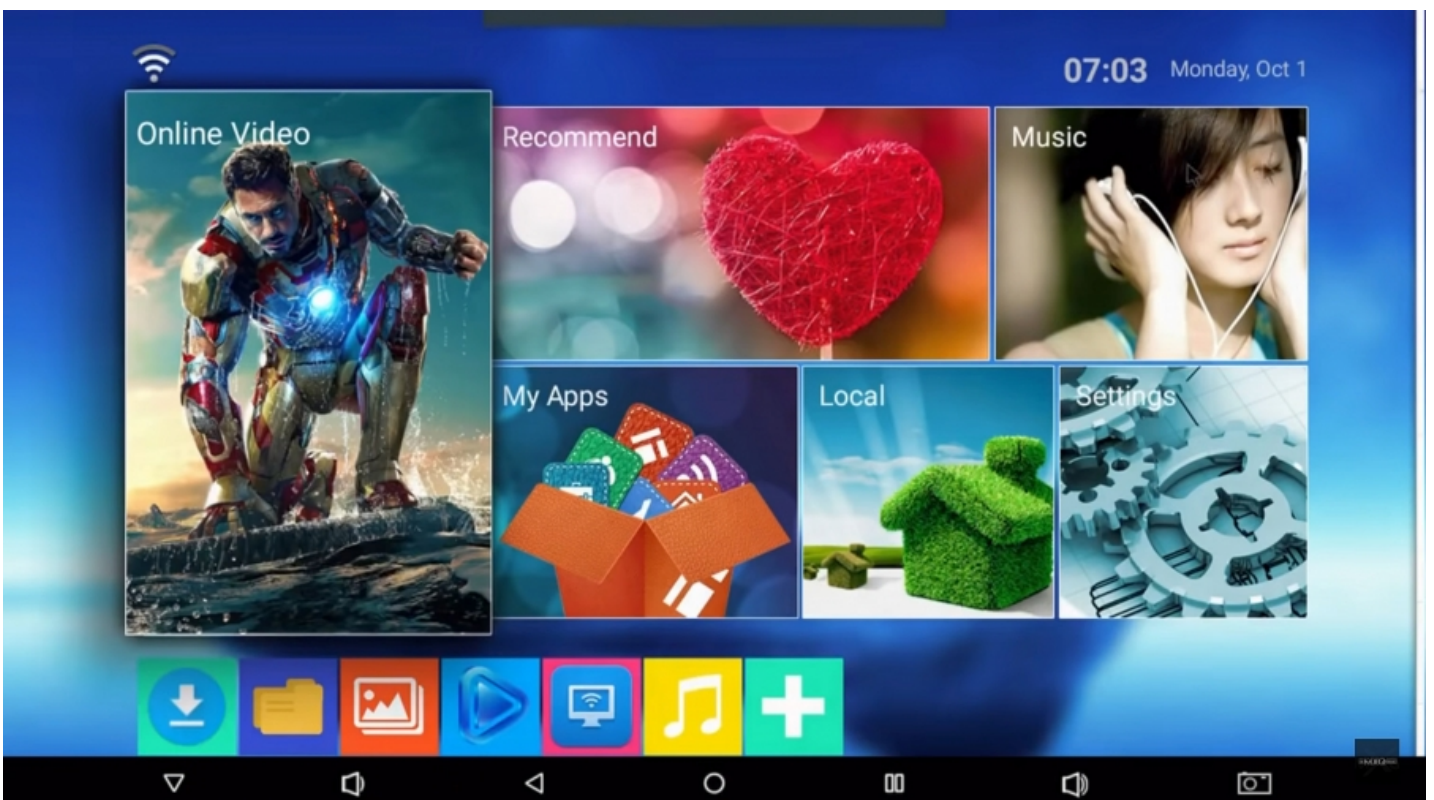 07:03 Monday, Oct 1
Online Video
Recommend
Music
My Apps
Local
Settings